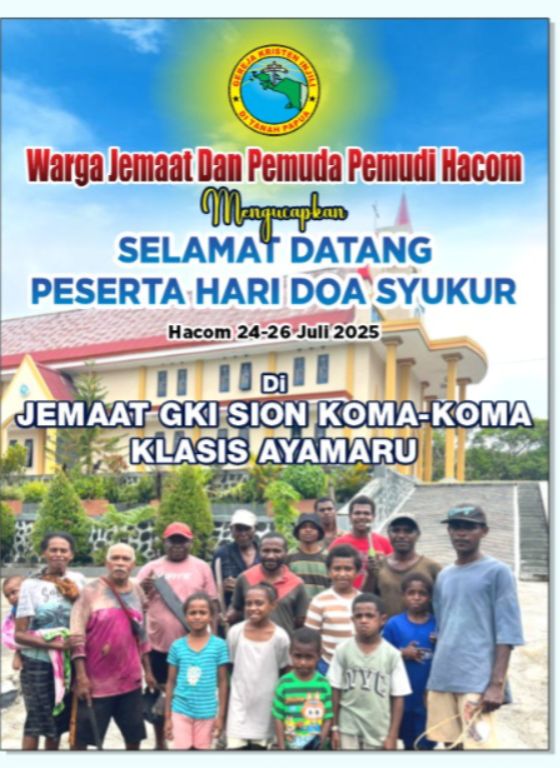 GEREJA KRISTEN INJILI
DI TANAH PAPUA
Warga Jemaat Dan Pemuda Pemudi Hacom
Mengucapkan
SELAMAT DATANG
PESERTA HARI DOA SYUKUR
Hacom 24-26 Juli 2025
Di
JEMAAT GKI SION KOMA-KOMA
KLASIS AYAMARU
NYC